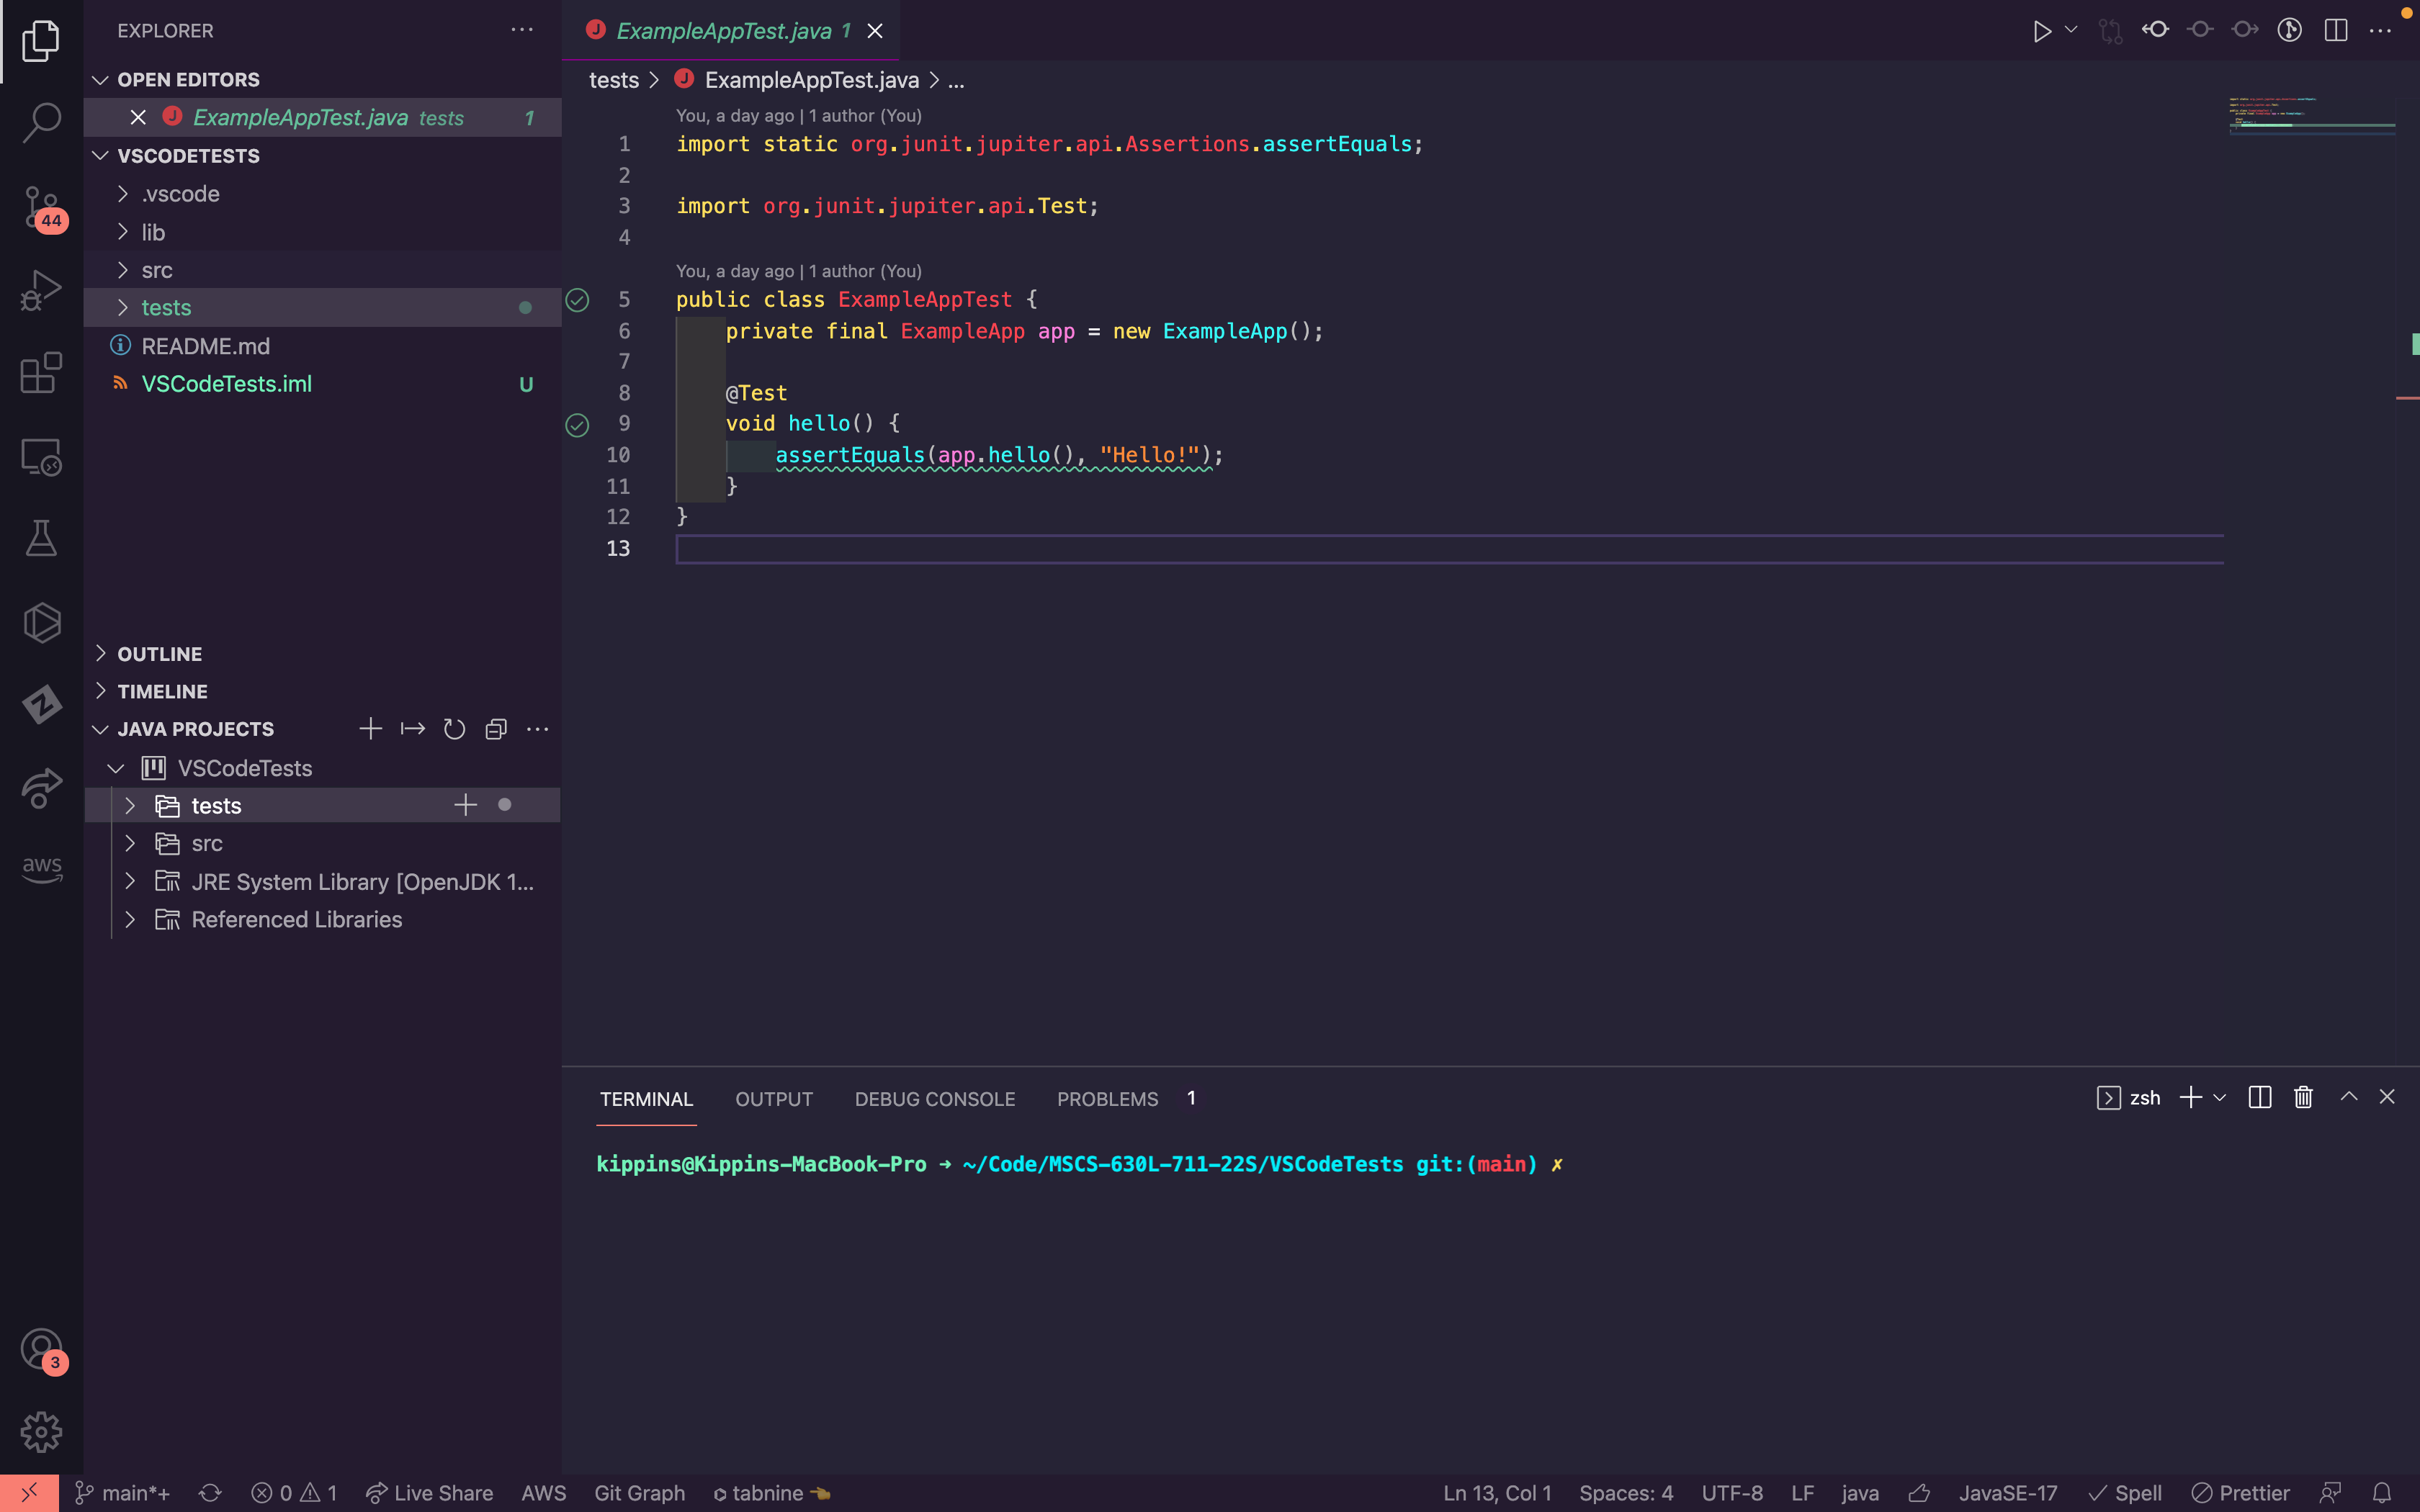 EXPLORER
OPEN EDITORS
ExampleAppTest.java tests 1
VSCODETESTS
.vscode
lib
src
tests
README.md
VSCodeTests.iml U
OUTLINE
TIMELINE
JAVA PROJECTS
VSCodeTests
tests
src
JRE System Library [OpenJDK 1...
Referenced Libraries
44
aws
3
ExampleAppTest.java 1
tests > ExampleAppTest.java > ...
You, a day ago | 1 author (You)
1 import static org.junit.jupiter.api.Assertions.assertEquals;
2
3 import org.junit.jupiter.api.Test;
4
You, a day ago | 1 author (You)
5 public class ExampleAppTest {
6 private final ExampleApp app = new ExampleApp();
7
8 @Test
9 void hello() {
10 assertEquals(app.hello(), "Hello!");
11 }
12 }
13
TERMINAL OUTPUT DEBUG CONSOLE PROBLEMS 1 zsh
kippins@Kippins-MacBook-Pro → ~/Code/MSCS-630L-711-22S/VSCodeTests git:(main) ✗
main*+ 0 1 Live Share AWS Git Graph tabnine Ln 13, Col 1 Spaces: 4 UTF-8 LF java JavaSE-17 Spell Prettier